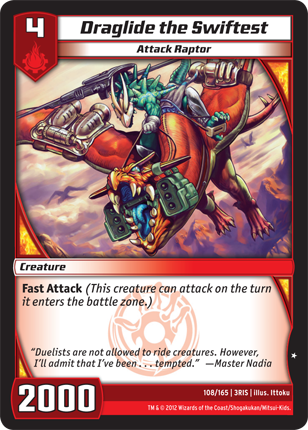 4
Draglide the Swiftest
Attack Raptor
Creature
Fast Attack (This creature can attack on the turn
it enters the battle zone.)
“Duelists are not allowed to ride creatures. However,
I’ll admit that I’ve been . . . tempted.” —Master Nadia
2000
108/165 | 3RIS | illus. Ittoku
TM & © 2012 Wizards of the Coast/Shogakukan/Mitsui-Kids.